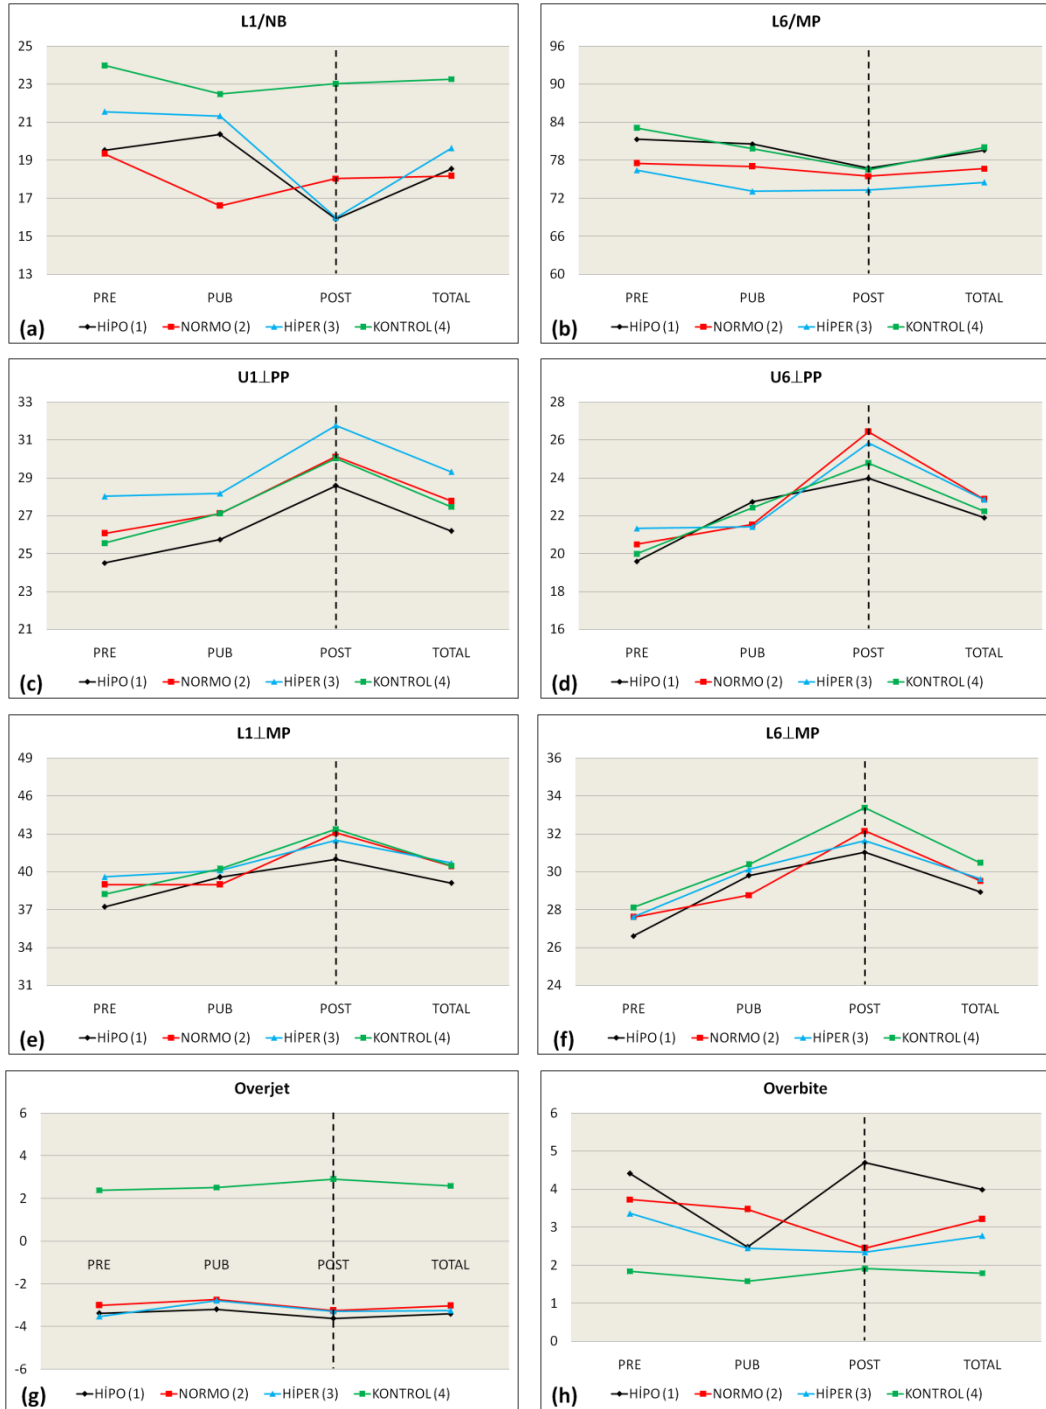 L1/NB
25
23
21
19
17
15
13
PRE PUB POST TOTAL
(a) HİPO (1) NORMO (2) HİPER (3) KONTROL (4)
L6/MP
96
90
84
78
72
66
60
PRE PUB POST TOTAL
(b) HİPO (1) NORMO (2) HİPER (3) KONTROL (4)
U1⊥PP
33
31
29
27
25
23
21
PRE PUB POST TOTAL
(c) HİPO (1) NORMO (2) HİPER (3) KONTROL (4)
U6⊥PP
28
26
24
22
20
18
16
PRE PUB POST TOTAL
(d) HİPO (1) NORMO (2) HİPER (3) KONTROL (4)
L1⊥MP
49
46
43
40
37
34
31
PRE PUB POST TOTAL
(e) HİPO (1) NORMO (2) HİPER (3) KONTROL (4)
L6⊥MP
36
34
32
30
28
26
24
PRE PUB POST TOTAL
(f) HİPO (1) NORMO (2) HİPER (3) KONTROL (4)
Overjet
6
4
2
0
-2
-4
-6
PRE PUB POST TOTAL
(g) HİPO (1) NORMO (2) HİPER (3) KONTROL (4)
Overbite
6
5
4
3
2
1
0
PRE PUB POST TOTAL
(h) HİPO (1) NORMO (2) HİPER (3) KONTROL (4)